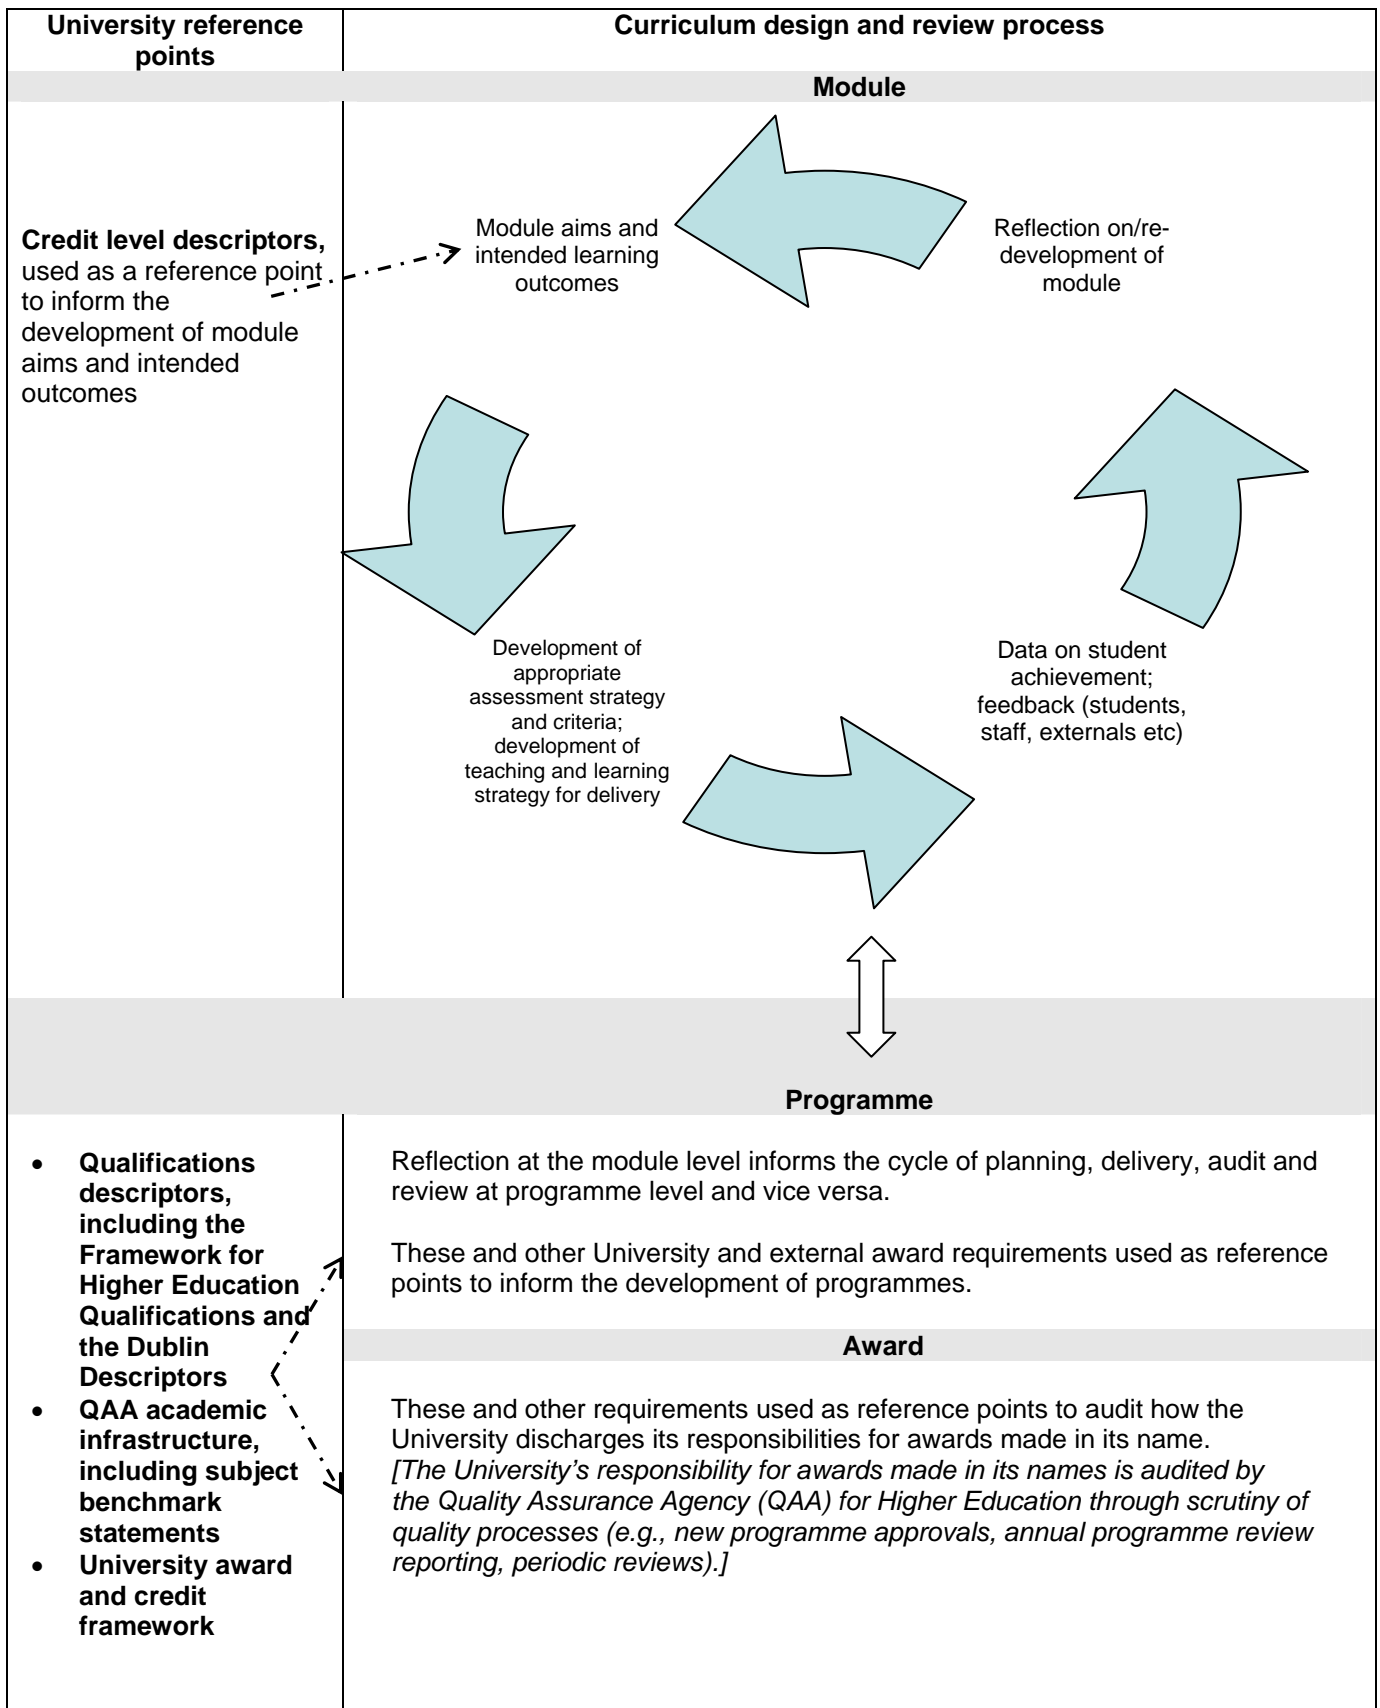 University reference
points
Curriculum design and review process
Module
Credit level descriptors,
used as a reference point
to inform the
development of module
aims and intended
outcomes
Module aims and
intended learning
outcomes
Reflection on/re-
development of
module
Development of
appropriate
assessment strategy
and criteria;
development of
teaching and learning
strategy for delivery
Data on student
achievement;
feedback (students,
staff, externals etc)
Programme
• Qualifications
descriptors,
including the
Framework for
Higher Education
Qualifications and
the Dublin
Descriptors
• QAA academic
infrastructure,
including subject
benchmark
statements
• University award
and credit
framework
Reflection at the module level informs the cycle of planning, delivery, audit and
review at programme level and vice versa.
These and other University and external award requirements used as reference
points to inform the development of programmes.
Award
These and other requirements used as reference points to audit how the
University discharges its responsibilities for awards made in its name.
[The University's responsibility for awards made in its names is audited by
the Quality Assurance Agency (QAA) for Higher Education through scrutiny of
quality processes (e.g., new programme approvals, annual programme review
reporting, periodic reviews).]